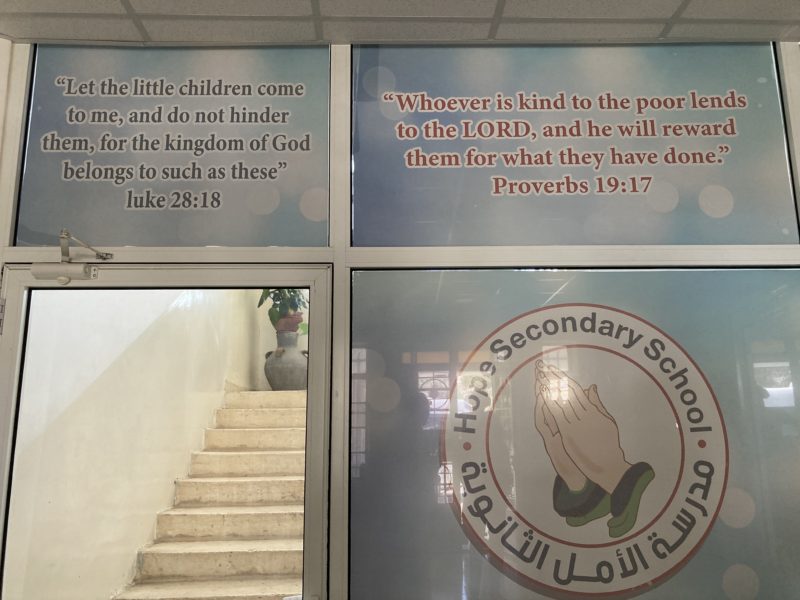 “Let the little children come
to me, and do not hinder
them, for the kingdom of God
belongs to such as these”
luke 28:18
“Whoever is kind to the poor lends
to the LORD, and he will reward
them for what they have done.”
Proverbs 19:17
Hope Secondary School
مدرسة الأمل الثانوية